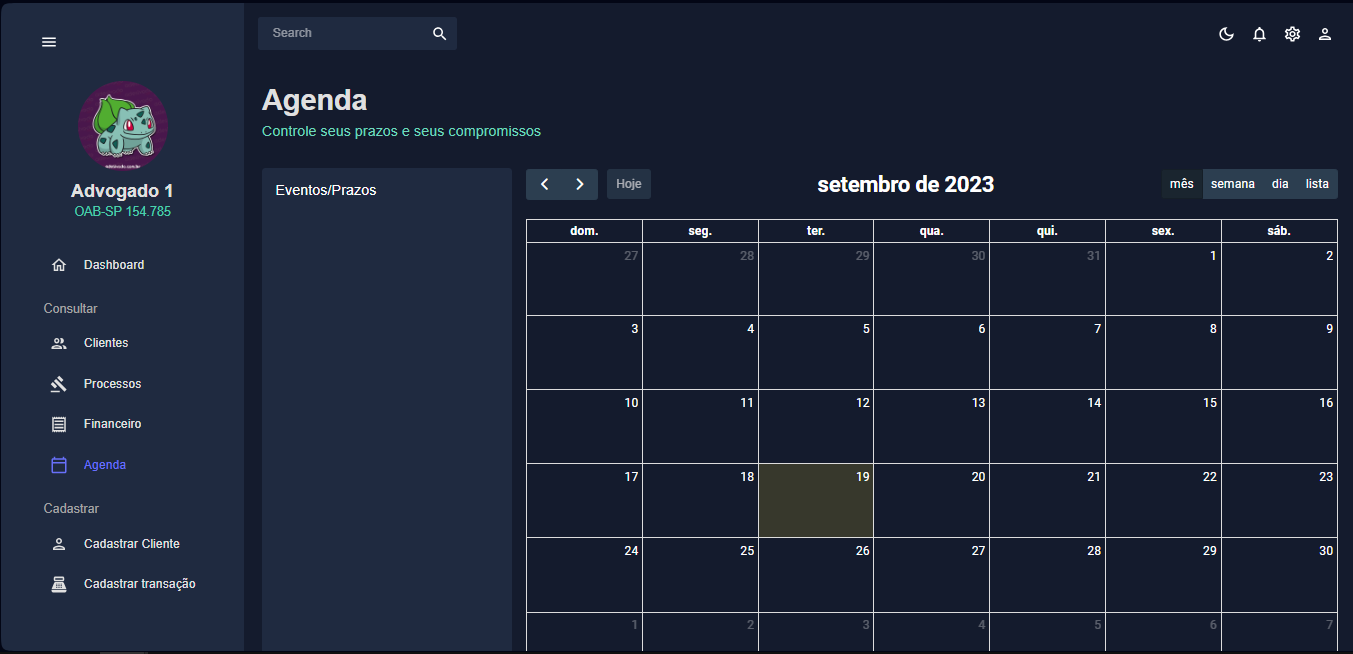 Search
Advogado 1
OAB-SP 154.785
Dashboard
Consultar
Clientes
Processos
Financeiro
Agenda
Cadastrar
Cadastrar Cliente
Cadastrar transação
Agenda
Controle seus prazos e seus compromissos
Eventos/Prazos
Hoje
setembro de 2023
mês semana dia lista
dom. seg. ter. qua. qui. sex. sáb.
27 28 29 30 31 1 2
3 4 5 6 7 8 9
10 11 12 13 14 15 16
17 18 19 20 21 22 23
24 25 26 27 28 29 30
1 2 3 4 5 6 7